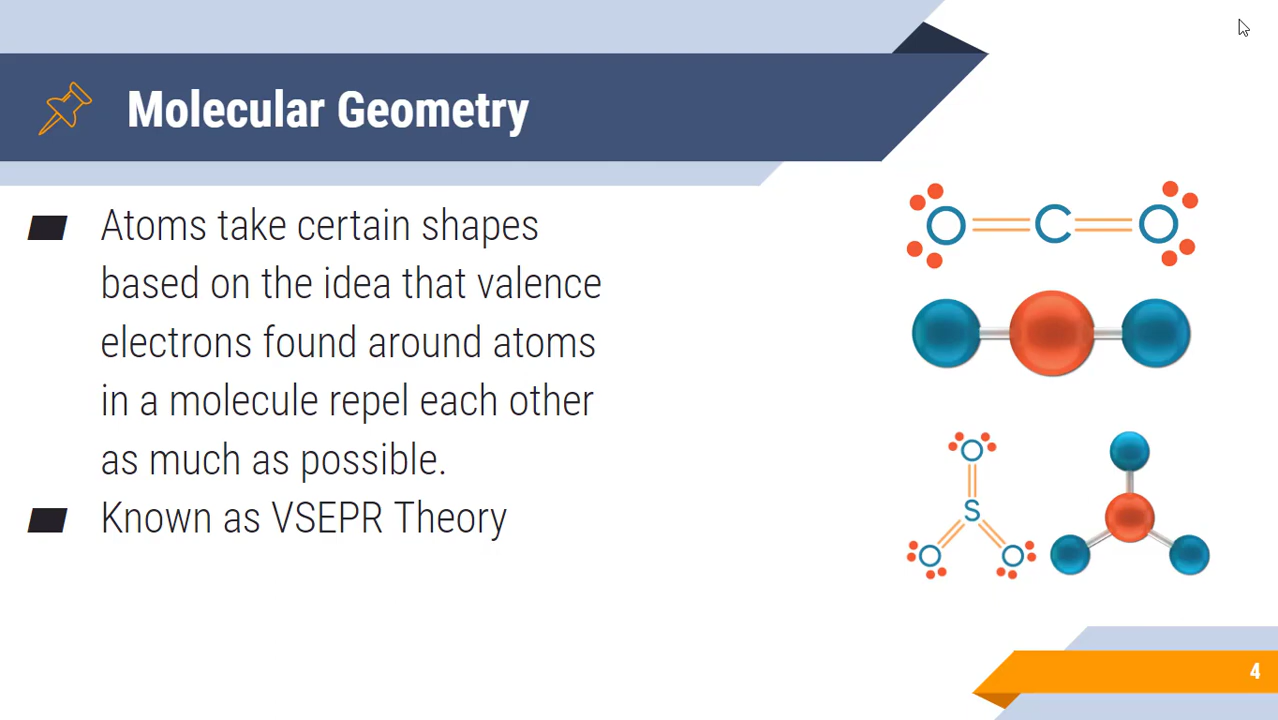 Molecular Geometry
Atoms take certain shapes
based on the idea that valence
electrons found around atoms
in a molecule repel each other
as much as possible.
Known as VSEPR Theory
O C O
O
S
O O
4